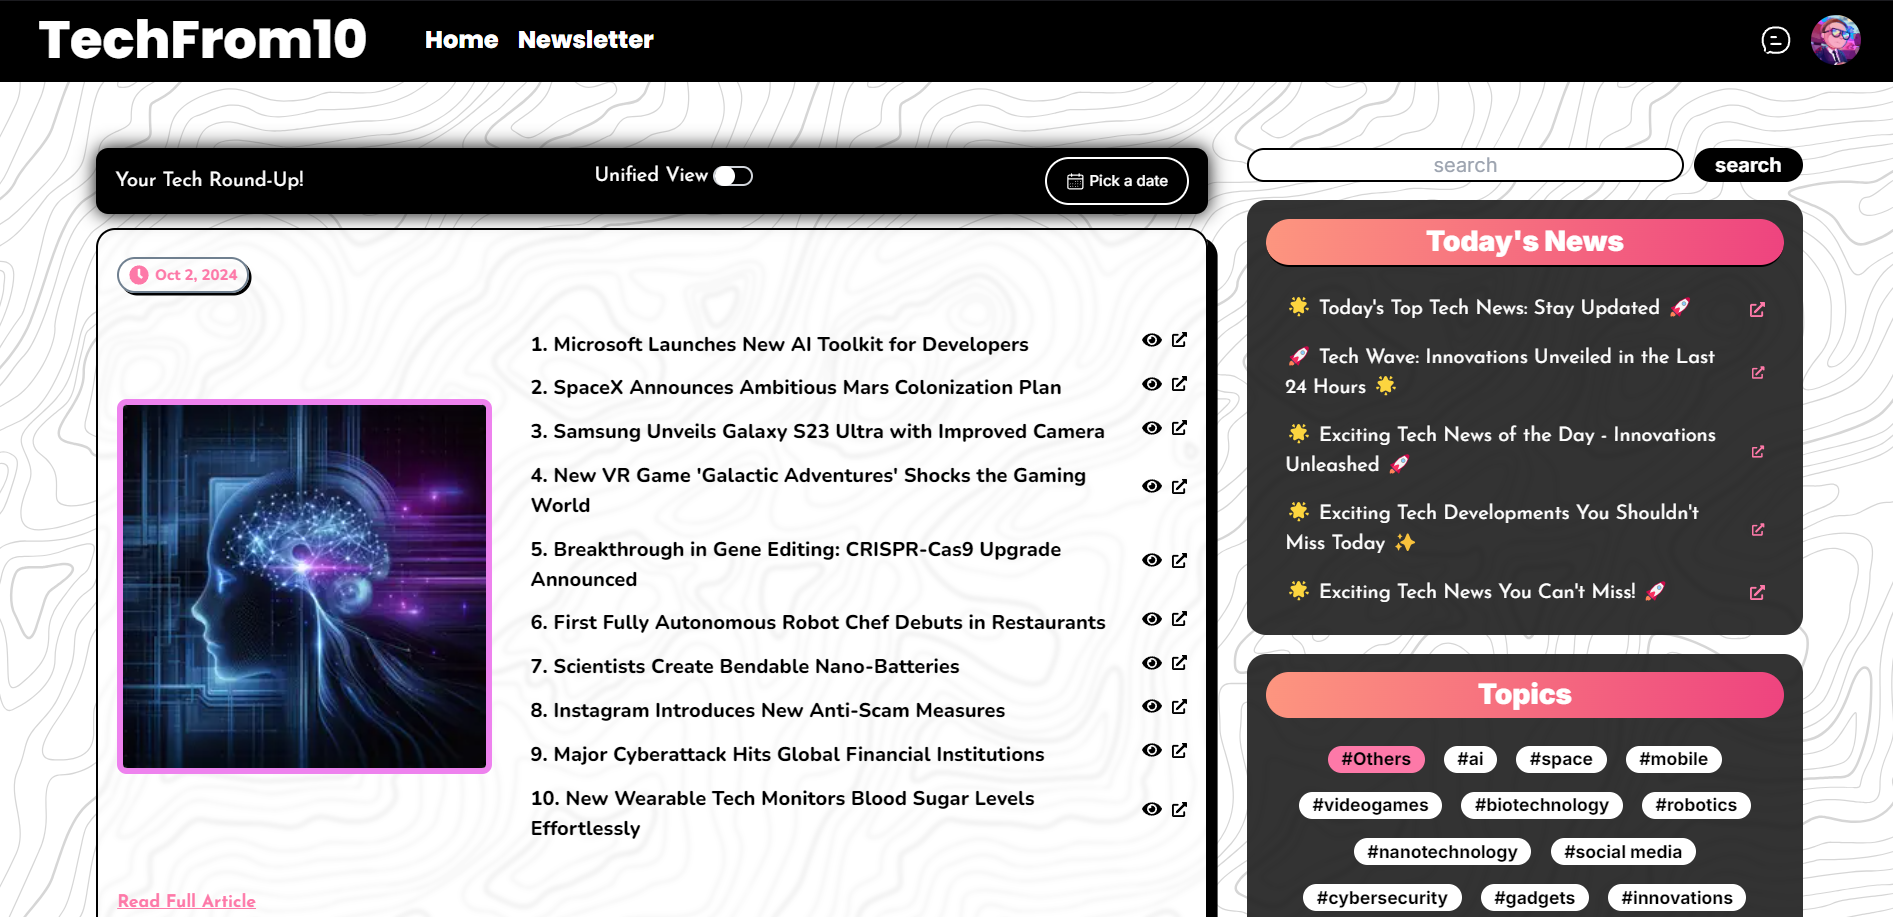 TechFrom10
Home Newsletter
Your Tech Round-Up!
Unified View
Pick a date
Oct 2, 2024
1. Microsoft Launches New AI Toolkit for Developers
2. SpaceX Announces Ambitious Mars Colonization Plan
3. Samsung Unveils Galaxy S23 Ultra with Improved Camera
4. New VR Game 'Galactic Adventures' Shocks the Gaming
World
5. Breakthrough in Gene Editing: CRISPR-Cas9 Upgrade
Announced
6. First Fully Autonomous Robot Chef Debuts in Restaurants
7. Scientists Create Bendable Nano-Batteries
8. Instagram Introduces New Anti-Scam Measures
9. Major Cyberattack Hits Global Financial Institutions
10. New Wearable Tech Monitors Blood Sugar Levels
Effortlessly
Read Full Article
search
search
Today's News
🌟 Today's Top Tech News: Stay Updated 🚀
🚀 Tech Wave: Innovations Unveiled in the Last
24 Hours 🌟
🌟 Exciting Tech News of the Day - Innovations
Unleashed 🚀
🌟 Exciting Tech Developments You Shouldn't
Miss Today ✨
🌟 Exciting Tech News You Can't Miss! 🚀
Topics
#Others #ai #space #mobile
#videogames #biotechnology #robotics
#nanotechnology #social media
#cybersecurity #gadgets #innovations